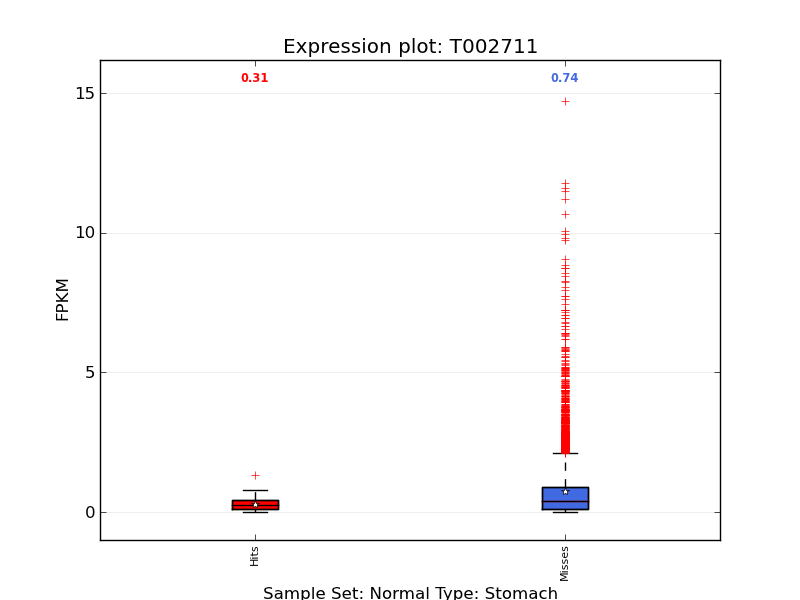 Expression plot: T002711
0.31 0.74
15
10
5
0
FPKM
Hits
Misses
Sample Set: Normal Type: Stomach